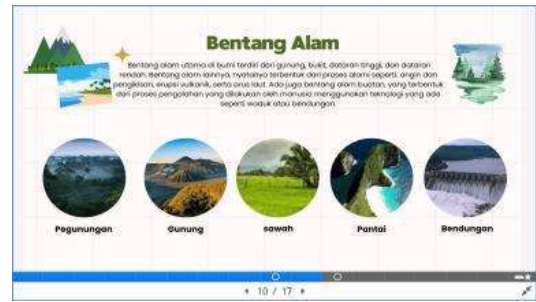 Bentang Alam
Bentang alam utama di bumi terdiri dari gunung, bukit, dataran tinggi, dan dataran
rendah. Bentang alam lainnya, nyatanya terbentuk dari proses alami seperti, angin dan
pengikisan, erupsi vulkanik, serta arus laut. Ada juga bentang alam buatan, yang terbentuk
dari proses pengolahan yang dilakukan oleh manusia menggunakan teknologi yang ada
seperti waduk atau bendungan.
Pegunungan
Gunung
sawah
Pantai
Bendungan
10 / 17